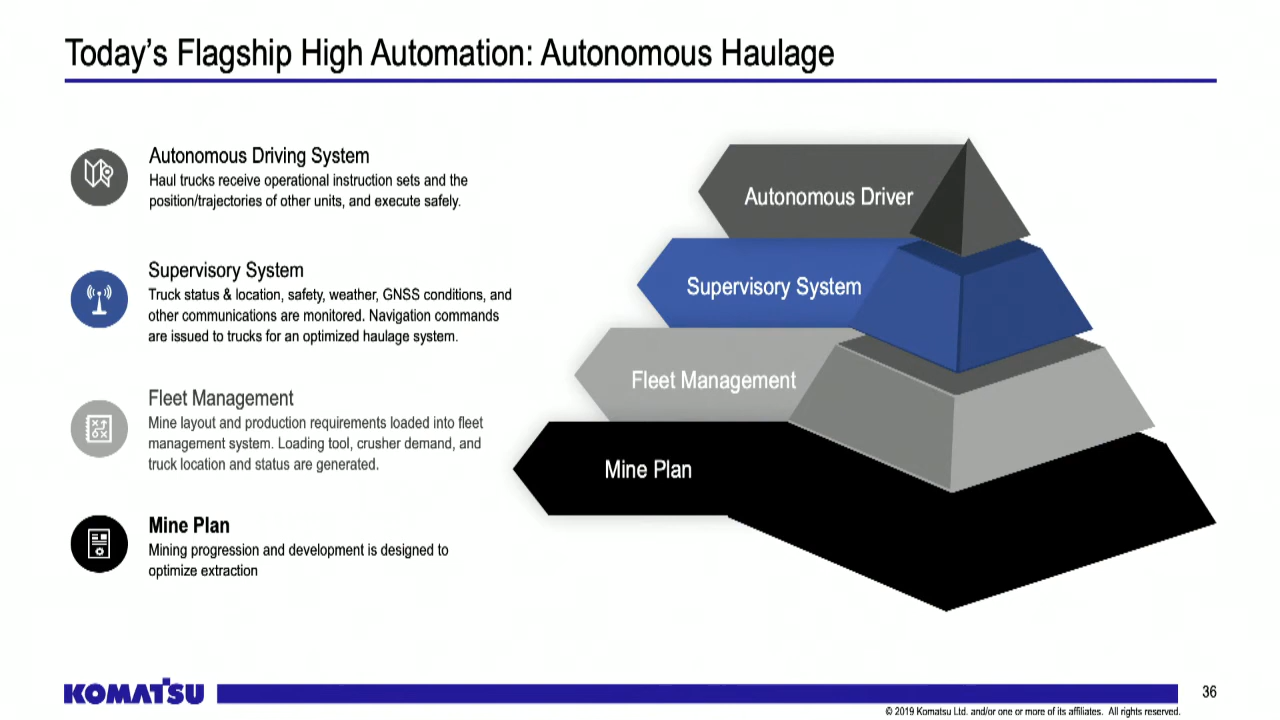 Today's Flagship High Automation: Autonomous Haulage
Autonomous Driving System
Haul trucks receive operational instruction sets and the
position/trajectories of other units, and execute safely.
Supervisory System
Truck status & location, safety, weather, GNSS conditions, and
other communications are monitored. Navigation commands
are issued to trucks for an optimized haulage system.
Fleet Management
Mine layout and production requirements loaded into fleet
management system. Loading tool, crusher demand, and
truck location and status are generated.
Mine Plan
Mining progression and development is designed to
optimize extraction
Autonomous Driver
Supervisory System
Fleet Management
Mine Plan
KOMATSU
36
© 2019 Komatsu Ltd. and/or one or more of its affiliates. All rights reserved.